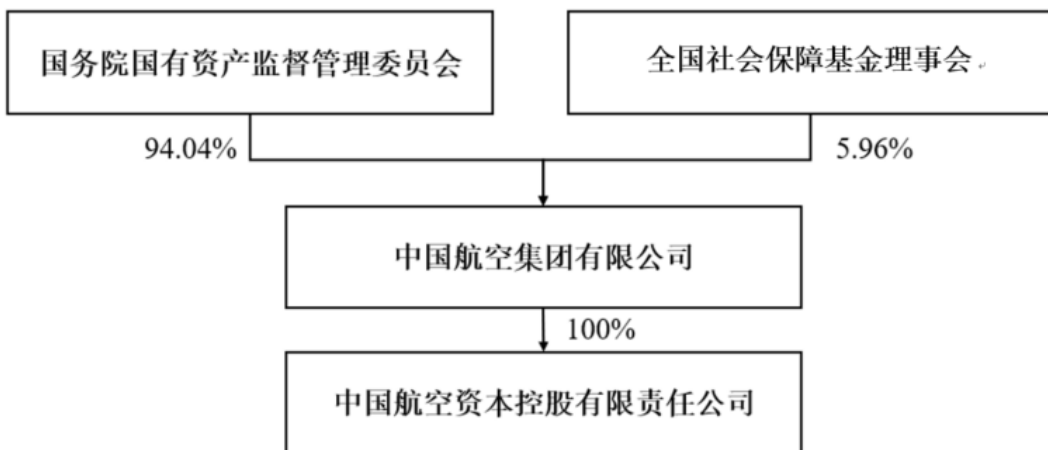 国务院国有资产监督管理委员会
全国社会保障基金理事会
94.04%
5.96%
中国航空集团有限公司
100%
中国航空资本控股有限责任公司